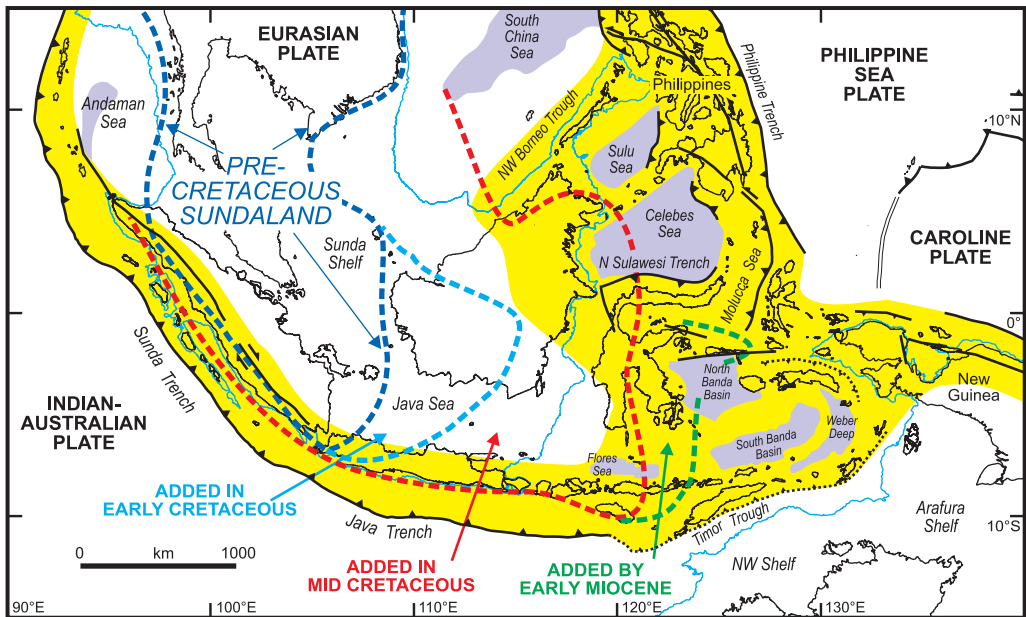 EURASIAN
PLATE
South
China
Sea
PHILIPPINE
SEA
PLATE
Philippine Trench
Philippines
Andaman
Sea
10°N
NW Borneo Trough
Sulu
Sea
PRE-
CRETACEOUS
SUNDALAND
Celebes
Sea
Sunda
Shelf
N Sulawesi Trench
CAROLINE
PLATE
Molucca Sea
0°
Sunda Trench
North
Banda
Basin
New
Guinea
INDIAN-
AUSTRALIAN
PLATE
Java Sea
Weber
Deep
South Banda
Basin
Flores
Sea
ADDED IN
EARLY CRETACEOUS
Java Trench
Timor Trough
Arafura
Shelf
10°S
0 km 1000
ADDED IN
MID CRETACEOUS
ADDED BY
EARLY MIOCENE
NW Shelf
90°E 100°E 110°E 120°E 130°E